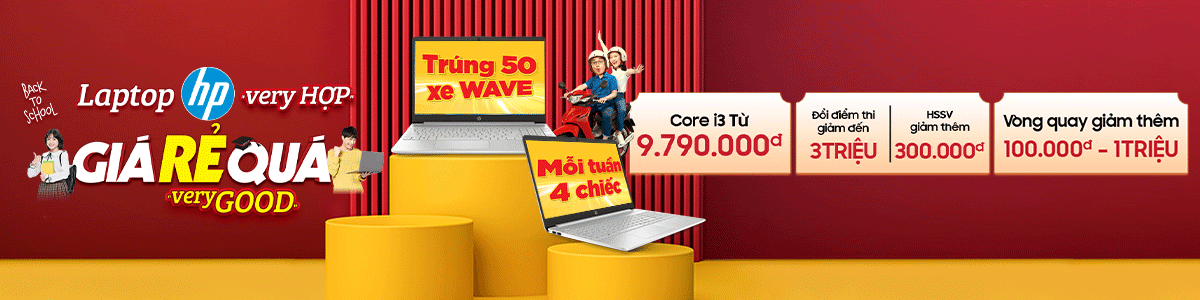 BACK
TO
SCHOOL
Laptop hp very HỢP
GIÁ RẺ QUÁ
very GOOD
Trúng 50
xe WAVE
Mỗi tuần
4 chiếc
Core i3 Từ
9.790.000đ
Đổi điểm thi
giảm đến
3TRIỆU
HSSV
giảm thêm
300.000đ
Vòng quay giảm thêm
100.000đ - 1TRIỆU